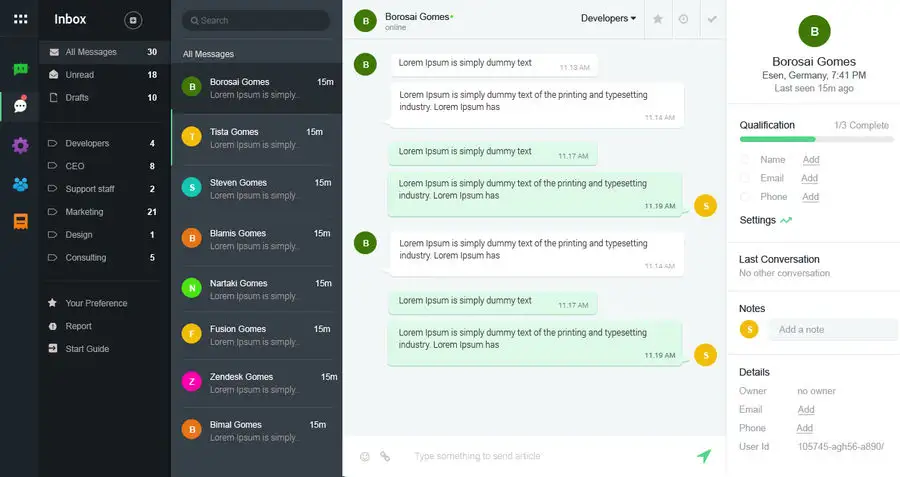 Inbox
All Messages 30
Unread 18
Drafts 10
Developers 4
CEO 8
Support staff 2
Marketing 21
Design 1
Consulting 5
Your Preference
Report
Start Guide
Search
All Messages
B Borosai Gomes 15m
Lorem Ipsum is simply..
T Tista Gomes 15m
Lorem Ipsum is simply..
S Steven Gomes 15m
Lorem Ipsum is simply..
B Blamis Gomes 15m
Lorem Ipsum is simply..
N Nartaki Gomes 15m
Lorem Ipsum is simply..
F Fusion Gomes 15m
Lorem Ipsum is simply..
Z Zendesk Gomes 15m
Lorem Ipsum is simply..
B Bimal Gomes 15m
Lorem Ipsum is simply..
B Borosai Gomes
online
Developers
B
Lorem Ipsum is simply dummy text
11.13 AM
Lorem Ipsum is simply dummy text of the printing and typesetting
industry. Lorem Ipsum has
11.14 AM
Lorem Ipsum is simply dummy text
11.17 AM
Lorem Ipsum is simply dummy text of the printing and typesetting
industry. Lorem Ipsum has
11.19 AM
S
B
Lorem Ipsum is simply dummy text of the printing and typesetting
industry. Lorem Ipsum has
11.14 AM
Lorem Ipsum is simply dummy text
11.17 AM
Lorem Ipsum is simply dummy text of the printing and typesetting
industry. Lorem Ipsum has
11.19 AM
S
Type something to send article
B
Borosai Gomes
Esen, Germany, 7:41 PM
Last seen 15m ago
Qualification 1/3 Complete
Name Add
Email Add
Phone Add
Settings
Last Conversation
No other conversation
Notes
S Add a note
Details
Owner no owner
Email Add
Phone Add
User Id 105745-agh56-a890/